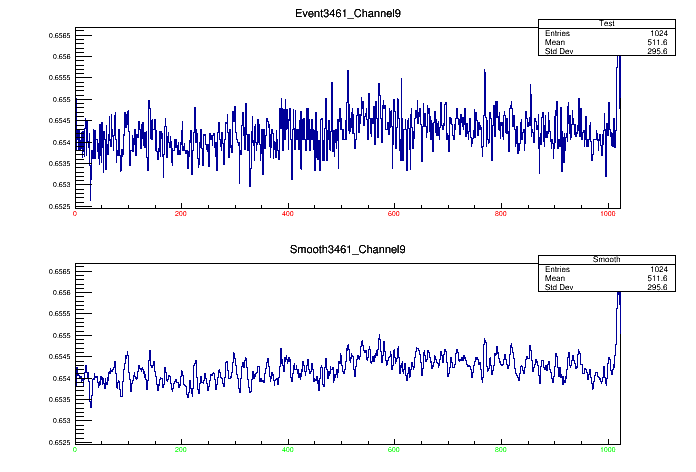 Event3461_Channel9
Test
Entries 1024
Mean 511.6
Std Dev 295.6
0.6565
0.656
0.6555
0.655
0.6545
0.654
0.6535
0.653
0.6525
0 200 400 600 800 1000
Smooth3461_Channel9
Smooth
Entries 1024
Mean 511.6
Std Dev 295.6
0.6565
0.656
0.6555
0.655
0.6545
0.654
0.6535
0.653
0.6525
0 200 400 600 800 1000